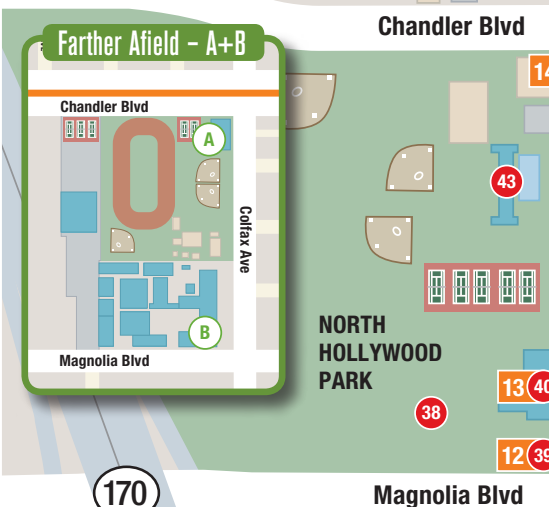 Chandler Blvd
Farther Afield – A+B
14
Chandler Blvd
A
43
Colfax Ave
NORTH
HOLLYWOOD
PARK
B
Magnolia Blvd
13
40
38
12
39
170
Magnolia Blvd